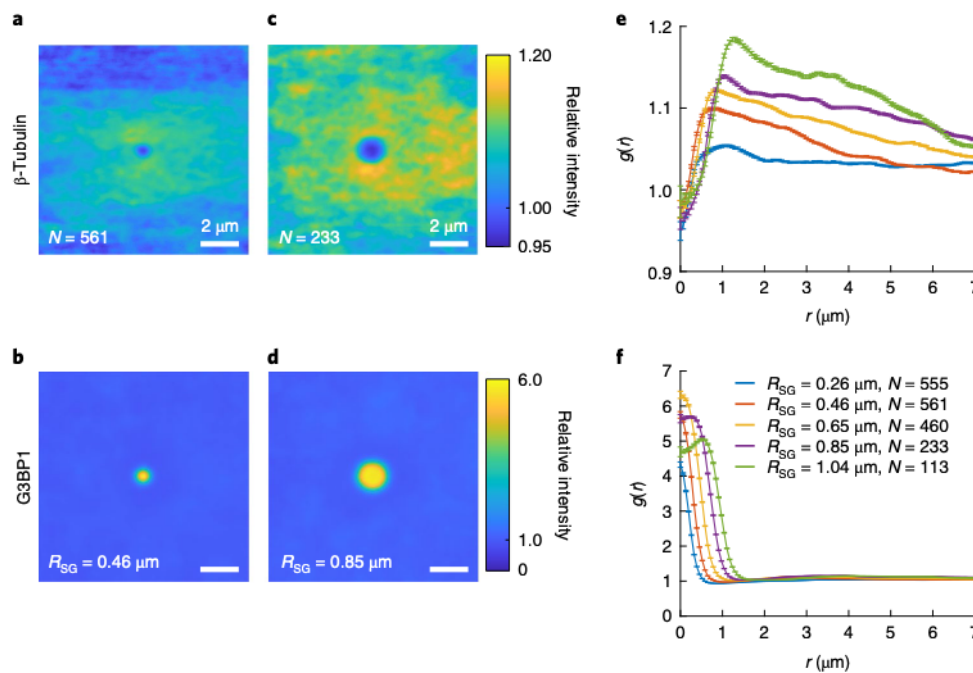 a
c
e
β-Tubulin
N = 561
2 μm
N = 233
2 μm
1.20
1.00
0.95
Relative intensity
1.2
1.1
1.0
0.9
g(r)
0 1 2 3 4 5 6 7
r (μm)
b
d
f
G3BP1
R_SG = 0.46 μm
R_SG = 0.85 μm
6.0
1.0
0
Relative intensity
7
6
5
4
3
2
1
0
g(r)
R_SG = 0.26 μm, N = 555
R_SG = 0.46 μm, N = 561
R_SG = 0.65 μm, N = 460
R_SG = 0.85 μm, N = 233
R_SG = 1.04 μm, N = 113
0 1 2 3 4 5 6 7
r (μm)